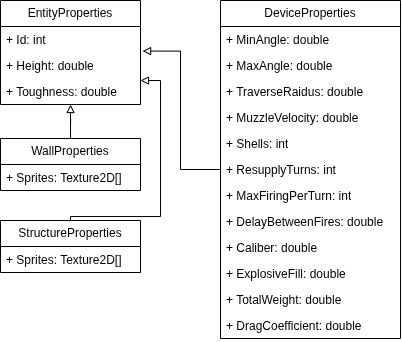 EntityProperties
+ Id: int
+ Height: double
+ Toughness: double
WallProperties
+ Sprites: Texture2D[]
StructureProperties
+ Sprites: Texture2D[]
DeviceProperties
+ MinAngle: double
+ MaxAngle: double
+ TraverseRaidus: double
+ MuzzleVelocity: double
+ Shells: int
+ ResupplyTurns: int
+ MaxFiringPerTurn: int
+ DelayBetweenFires: double
+ Caliber: double
+ ExplosiveFill: double
+ TotalWeight: double
+ DragCoefficient: double